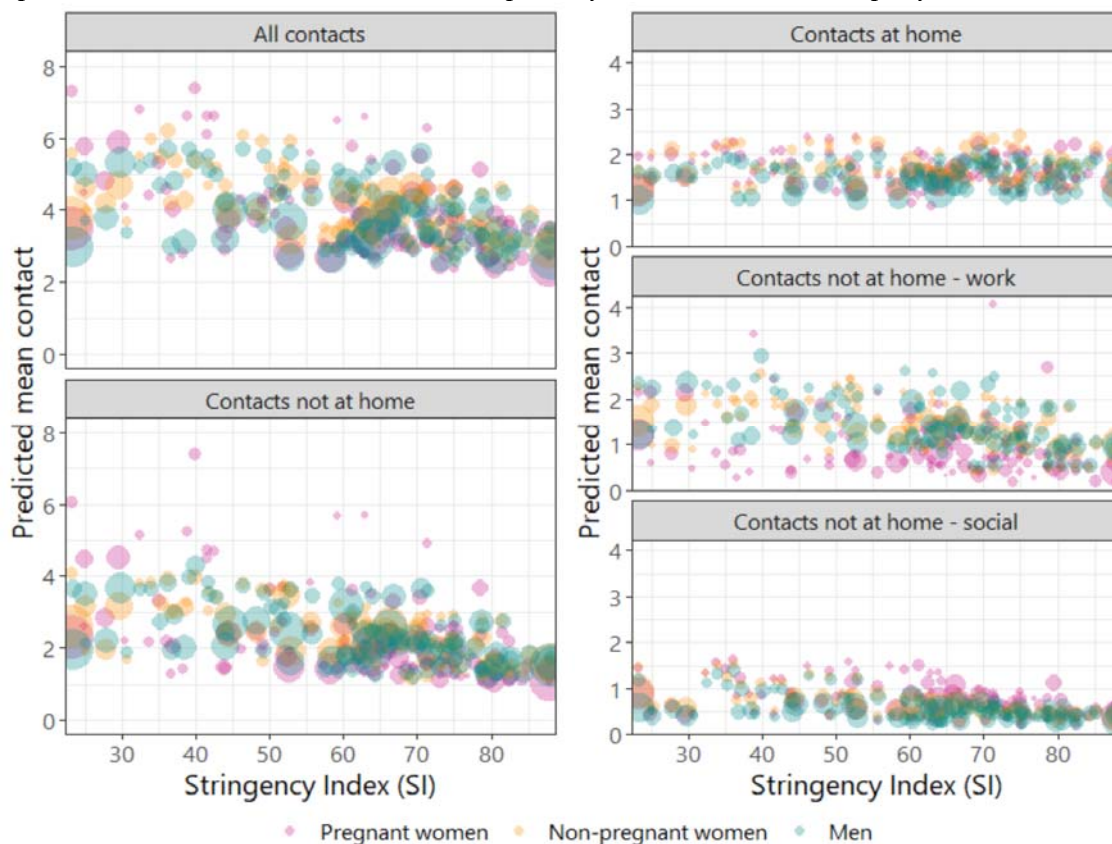 All contacts
8
6
4
2
0
Predicted mean contact
Contacts not at home
8
6
4
2
0
30 40 50 60 70 80
Stringency Index (SI)
Contacts at home
4
3
2
1
0
Contacts not at home - work
4
3
2
1
0
Predicted mean contact
Contacts not at home - social
4
3
2
1
0
30 40 50 60 70 80
Stringency Index (SI)
Pregnant women Non-pregnant women Men